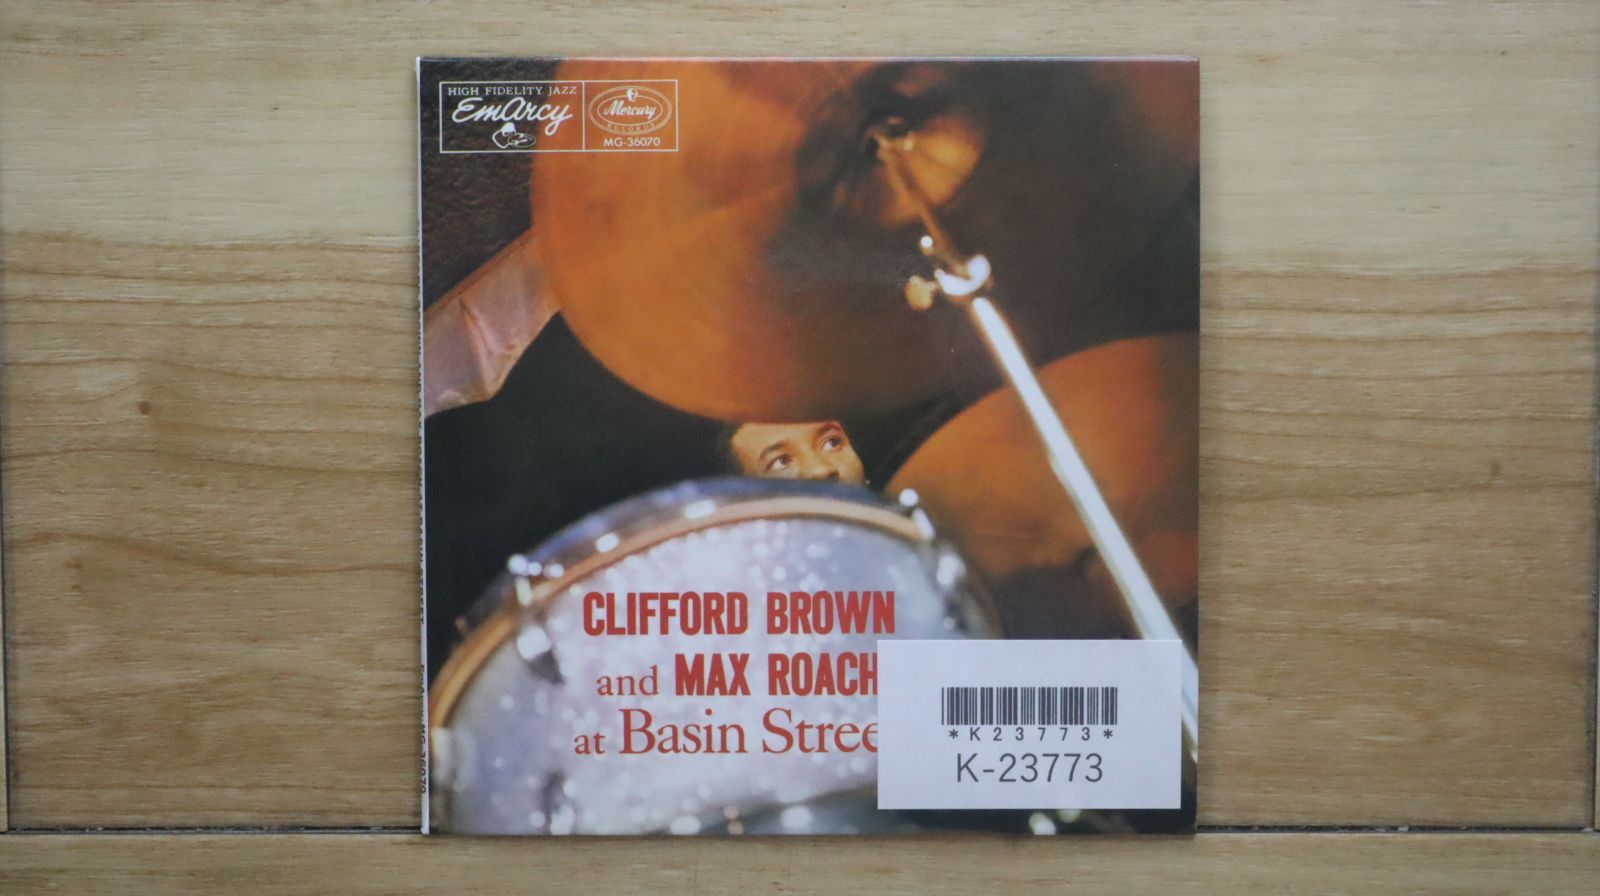 HIGH FIDELITY JAZZ
EmArcy
Mercury
RECORDS
MG-36070
CLIFFORD BROWN
and MAX ROACH
at Basin Stree
*K23773*
K-23773